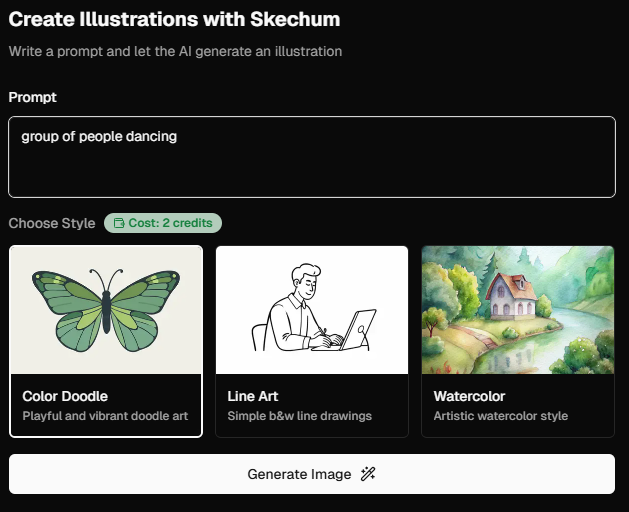 Create Illustrations with Skechum
Write a prompt and let the AI generate an illustration
Prompt
group of people dancing
Choose Style
Cost: 2 credits
Color Doodle
Playful and vibrant doodle art
Line Art
Simple b&w line drawings
Watercolor
Artistic watercolor style
Generate Image